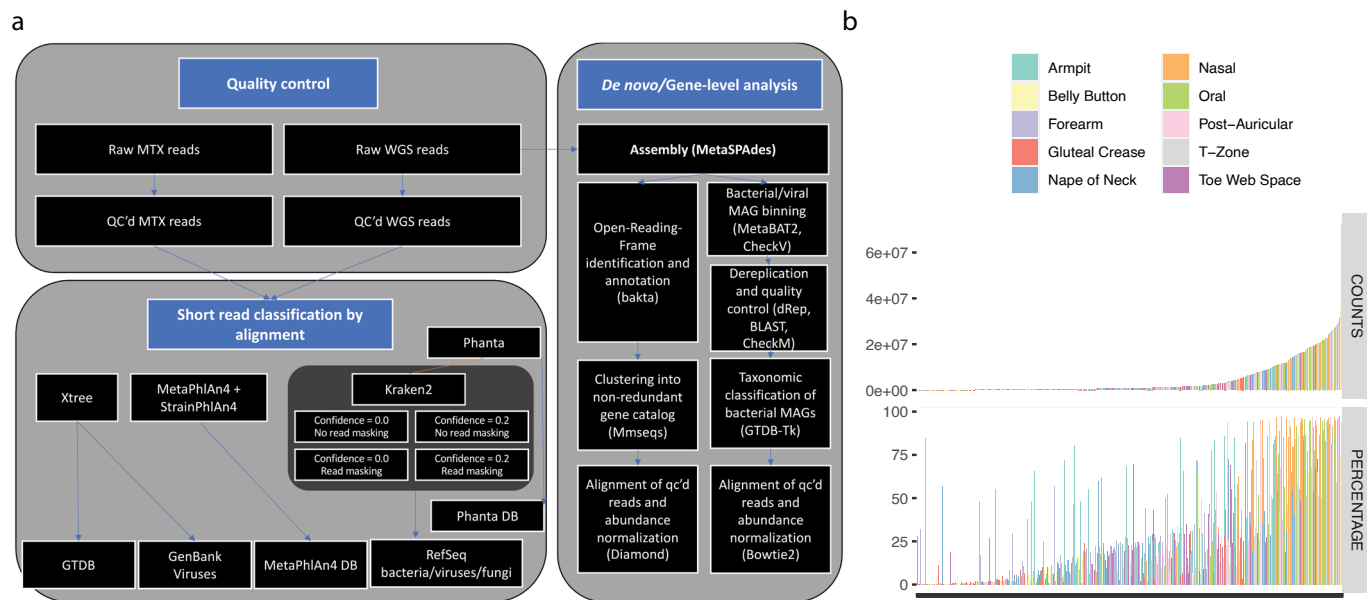 a
Quality control
Raw MTX reads
Raw WGS reads
QC'd MTX reads
QC'd WGS reads
Short read classification by
alignment
Phanta
Xtree
MetaPhlAn4 +
StrainPhlAn4
Kraken2
Confidence = 0.0
No read masking
Confidence = 0.2
No read masking
Confidence = 0.0
Read masking
Confidence = 0.2
Read masking
Phanta DB
GTDB
GenBank
Viruses
MetaPhlAn4 DB
RefSeq
bacteria/viruses/fungi
De novo/Gene-level analysis
Assembly (MetaSPAdes)
Open-Reading-
Frame
identification and
annotation
(bakta)
Clustering into
non-redundant
gene catalog
(Mmseqs)
Alignment of qc'd
reads and
abundance
normalization
(Diamond)
Bacterial/viral
MAG binning
(MetaBAT2,
CheckV)
Dereplication
and quality
control (dRep,
BLAST,
CheckM)
Taxonomic
classification of
bacterial MAGs
(GTDB-Tk)
Alignment of qc'd
reads and
abundance
normalization
(Bowtie2)
b
Armpit
Belly Button
Forearm
Gluteal Crease
Nape of Neck
Nasal
Oral
Post−Auricular
T−Zone
Toe Web Space
6e+07
4e+07
2e+07
0e+00
COUNTS
100
75
50
25
0
PERCENTAGE